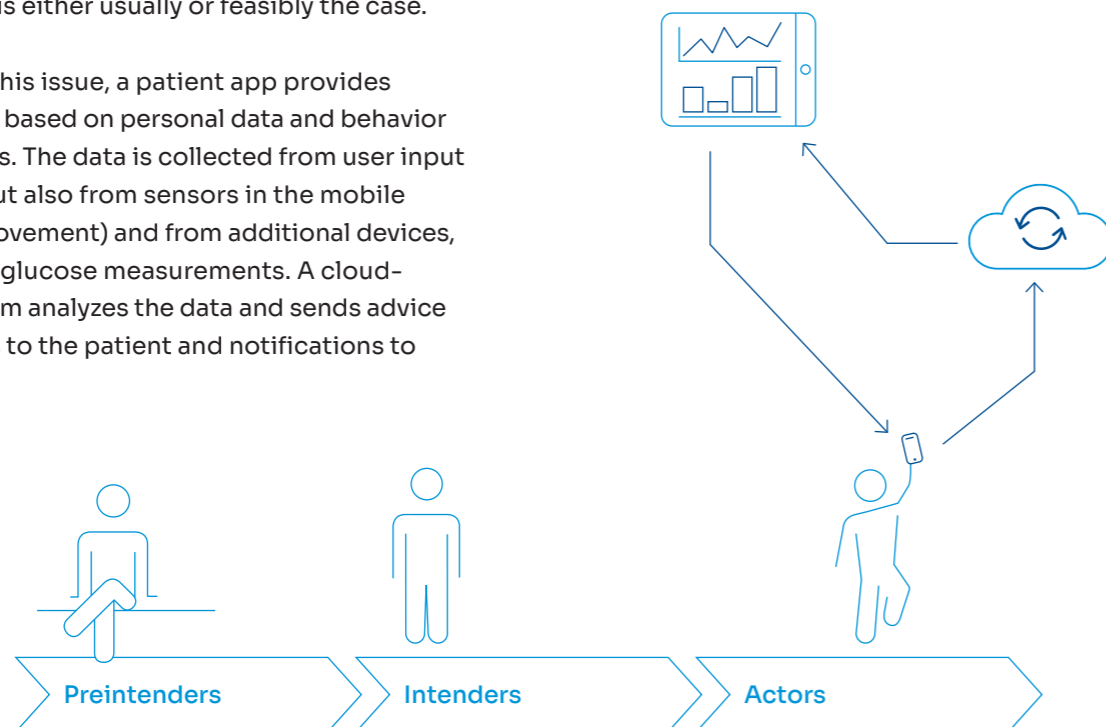 is either usually or feasibly the case.
his issue, a patient app provides
based on personal data and behavior
s. The data is collected from user input
ut also from sensors in the mobile
ovement) and from additional devices,
glucose measurements. A cloud-
m analyzes the data and sends advice
to the patient and notifications to
Preintenders
Intenders
Actors